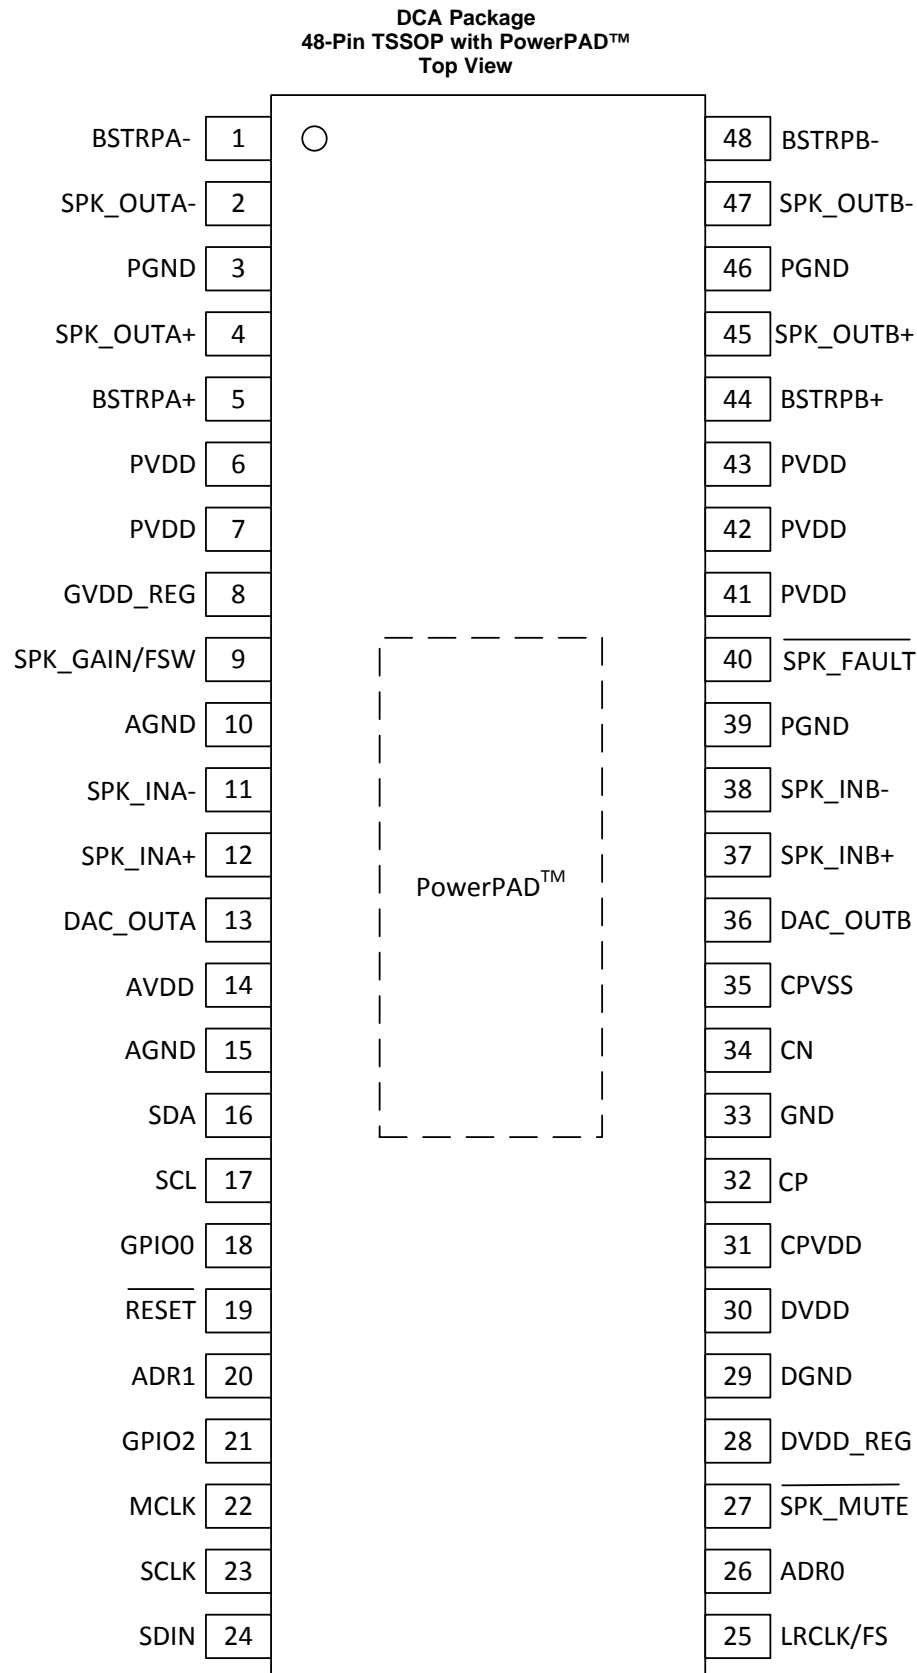 DCA Package
48-Pin TSSOP with PowerPAD™
Top View
BSTRPA- 1 48 BSTRPB-
SPK_OUTA- 2 47 SPK_OUTB-
PGND 3 46 PGND
SPK_OUTA+ 4 45 SPK_OUTB+
BSTRPA+ 5 44 BSTRPB+
PVDD 6 43 PVDD
PVDD 7 42 PVDD
GVDD_REG 8 41 PVDD
SPK_GAIN/FSW 9 40 SPK_FAULT
AGND 10 39 PGND
SPK_INA- 11 38 SPK_INB-
SPK_INA+ 12 37 SPK_INB+
PowerPAD™
DAC_OUTA 13 36 DAC_OUTB
AVDD 14 35 CPVSS
AGND 15 34 CN
SDA 16 33 GND
SCL 17 32 CP
GPIO0 18 31 CPVDD
RESET 19 30 DVDD
ADR1 20 29 DGND
GPIO2 21 28 DVDD_REG
MCLK 22 27 SPK_MUTE
SCLK 23 26 ADR0
SDIN 24 25 LRCLK/FS